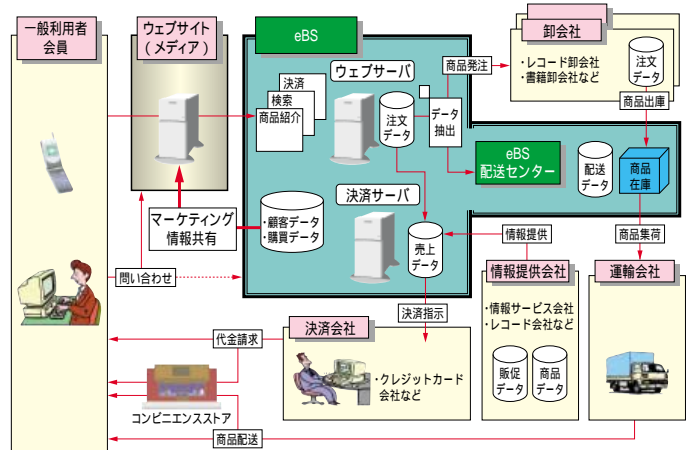 一般利用者
会員
ウェブサイト
(メディア)
eBS
決済
検索
商品紹介
ウェブサーバ
注文
データ
データ
抽出
商品発注
卸会社
・レコード卸会社
・書籍卸会社など
注文
データ
商品出庫
eBS
配送センター
配送
データ
商品
在庫
マーケティング
情報共有
・顧客データ
・購買データ
決済サーバ
売上
データ
情報提供
商品集荷
問い合わせ
情報提供会社
・情報サービス会社
・レコード会社など
販促
データ
商品
データ
運輸会社
決済指示
決済会社
・クレジットカード
会社など
代金請求
コンビニエンスストア
商品配送